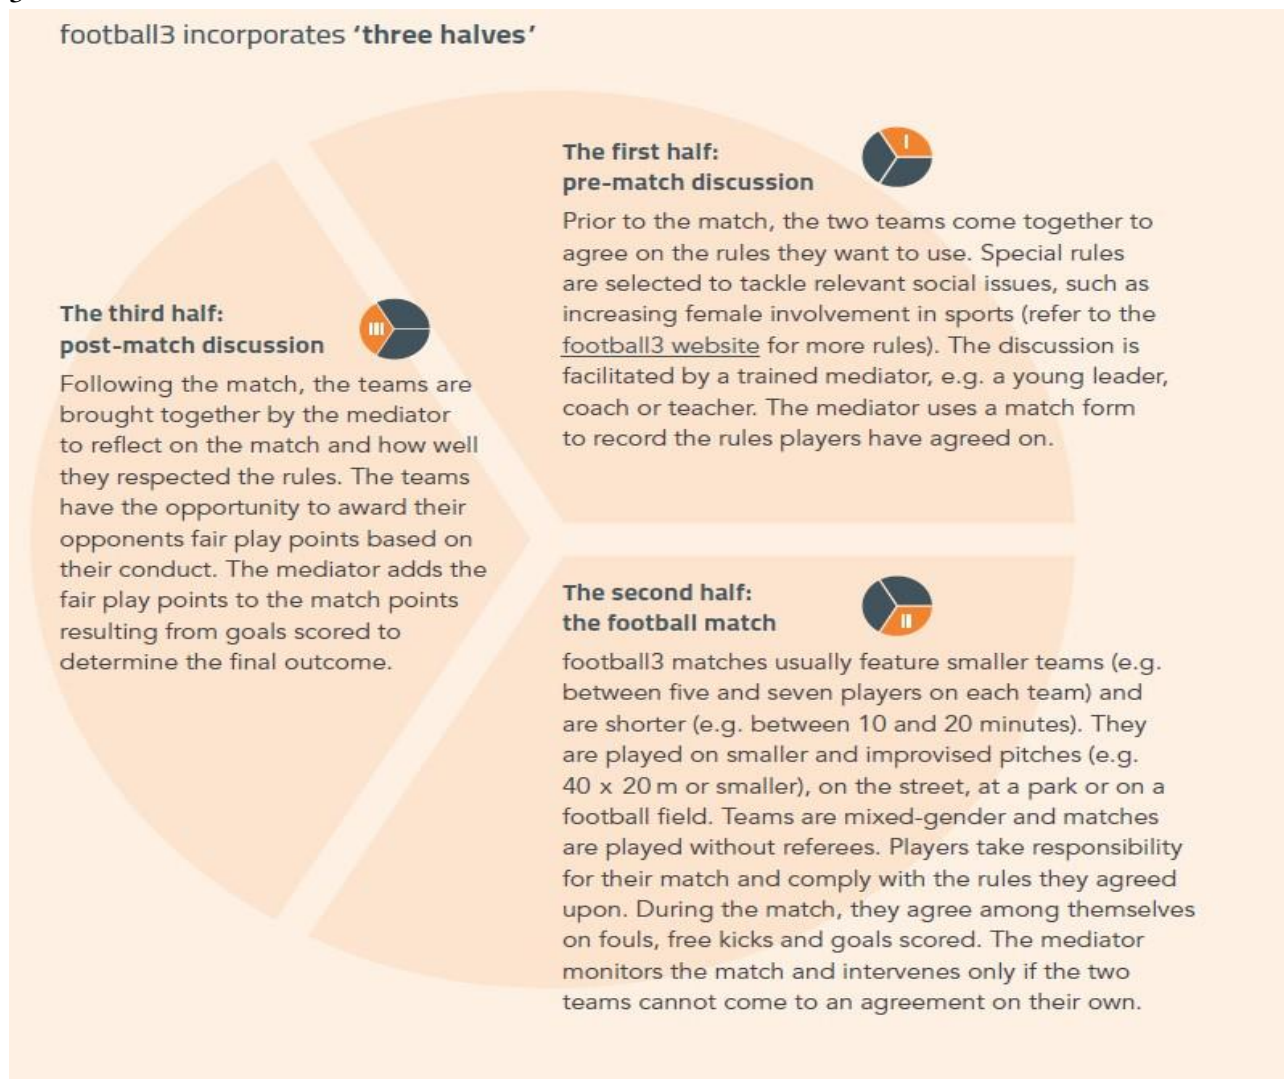 football3 incorporates ‘three halves’
The first half:
pre-match discussion
I
Prior to the match, the two teams come together to
agree on the rules they want to use. Special rules
are selected to tackle relevant social issues, such as
increasing female involvement in sports (refer to the
football3 website for more rules). The discussion is
facilitated by a trained mediator, e.g. a young leader,
coach or teacher. The mediator uses a match form
to record the rules players have agreed on.
The second half:
the football match
II
football3 matches usually feature smaller teams (e.g.
between five and seven players on each team) and
are shorter (e.g. between 10 and 20 minutes). They
are played on smaller and improvised pitches (e.g.
40 x 20 m or smaller), on the street, at a park or on a
football field. Teams are mixed-gender and matches
are played without referees. Players take responsibility
for their match and comply with the rules they agreed
upon. During the match, they agree among themselves
on fouls, free kicks and goals scored. The mediator
monitors the match and intervenes only if the two
teams cannot come to an agreement on their own.
The third half:
post-match discussion
III
Following the match, the teams are
brought together by the mediator
to reflect on the match and how well
they respected the rules. The teams
have the opportunity to award their
opponents fair play points based on
their conduct. The mediator adds the
fair play points to the match points
resulting from goals scored to
determine the final outcome.